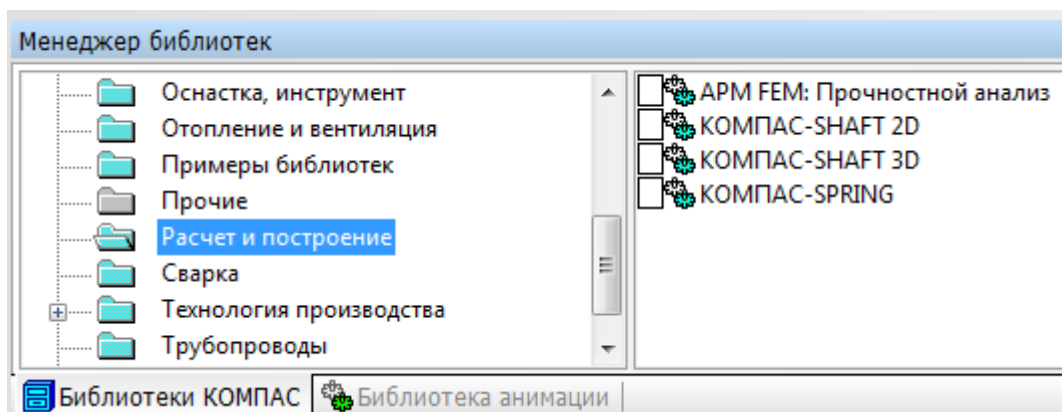 Менеджер библиотек
Оснастка, инструмент
Отопление и вентиляция
Примеры библиотек
Прочие
Расчет и построение
Сварка
Технология производства
Трубопроводы
APM FEM: Прочностной анализ
КОМПАС-SHAFT 2D
КОМПАС-SHAFT 3D
КОМПАС-SPRING
Библиотеки КОМПАС
Библиотека анимации